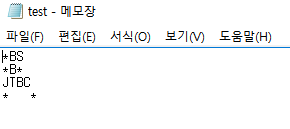 test - 메모장
파일(F) 편집(E) 서식(O) 보기(V) 도움말(H)
*BS
*B*
JTBC
*   *